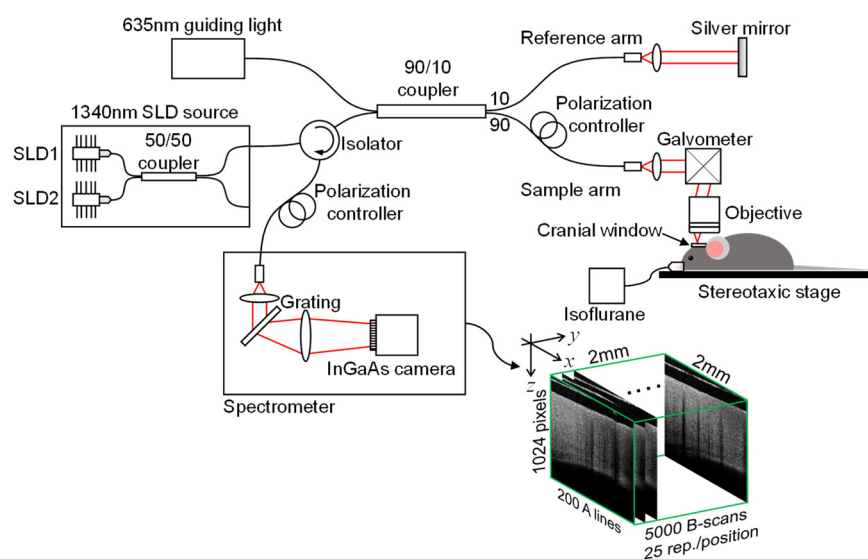 635nm guiding light
Reference arm
Silver mirror
90/10
coupler
10
90
1340nm SLD source
50/50
coupler
SLD1
SLD2
Isolator
Polarization
controller
Galvometer
Sample arm
Polarization
controller
Objective
Cranial window
Isoflurane
Stereotaxic stage
Grating
InGaAs camera
Spectrometer
y
x
z
2mm
2mm
1024 pixels
200 A lines
5000 B-scans
25 rep./position